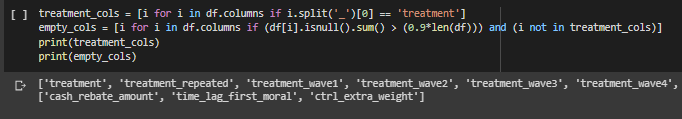 [ ] treatment_cols = [i for i in df.columns if i.split('_')[0] == 'treatment']
empty_cols = [i for i in df.columns if (df[i].isnull().sum() > (0.9*len(df))) and (i not in treatment_cols)]
print(treatment_cols)
print(empty_cols)
['treatment', 'treatment_repeated', 'treatment_wave1', 'treatment_wave2', 'treatment_wave3', 'treatment_wave4',
['cash_rebate_amount', 'time_lag_first_moral', 'ctrl_extra_weight']